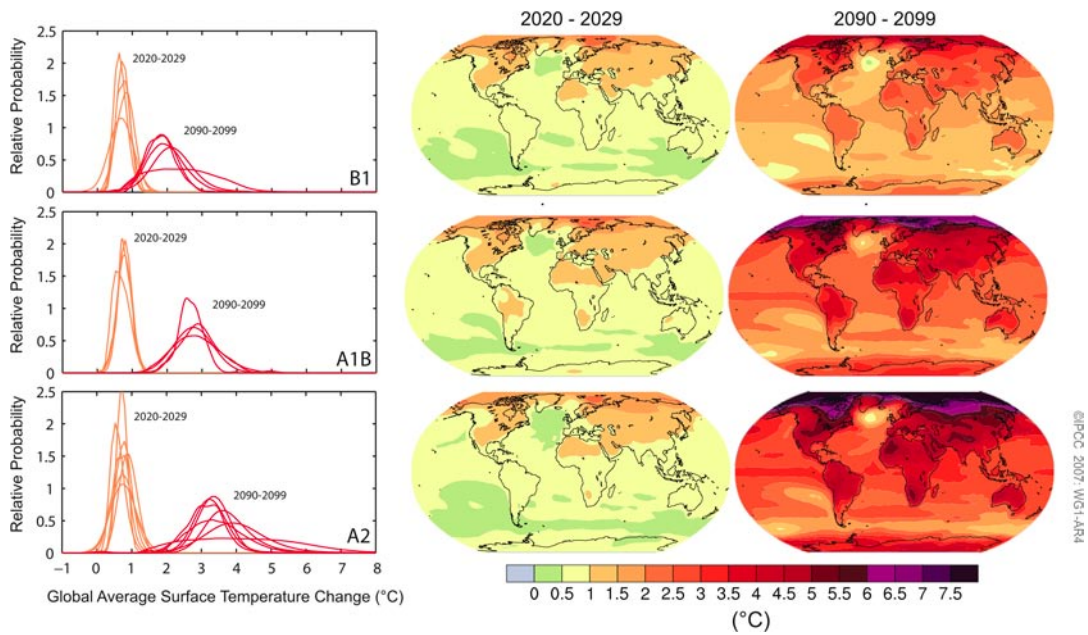 2020 - 2029
2090 - 2099
Relative Probability
2.5
2
1.5
1
0.5
0
2020-2029
2090-2099
B1
Relative Probability
2.5
2
1.5
1
0.5
0
2020-2029
2090-2099
A1B
Relative Probability
2.5
2
1.5
1
0.5
0
2020-2029
2090-2099
A2
−1 0 1 2 3 4 5 6 7 8
Global Average Surface Temperature Change (°C)
0 0.5 1 1.5 2 2.5 3 3.5 4 4.5 5 5.5 6 6.5 7 7.5
(°C)
©IPCC 2007: WG1-AR4